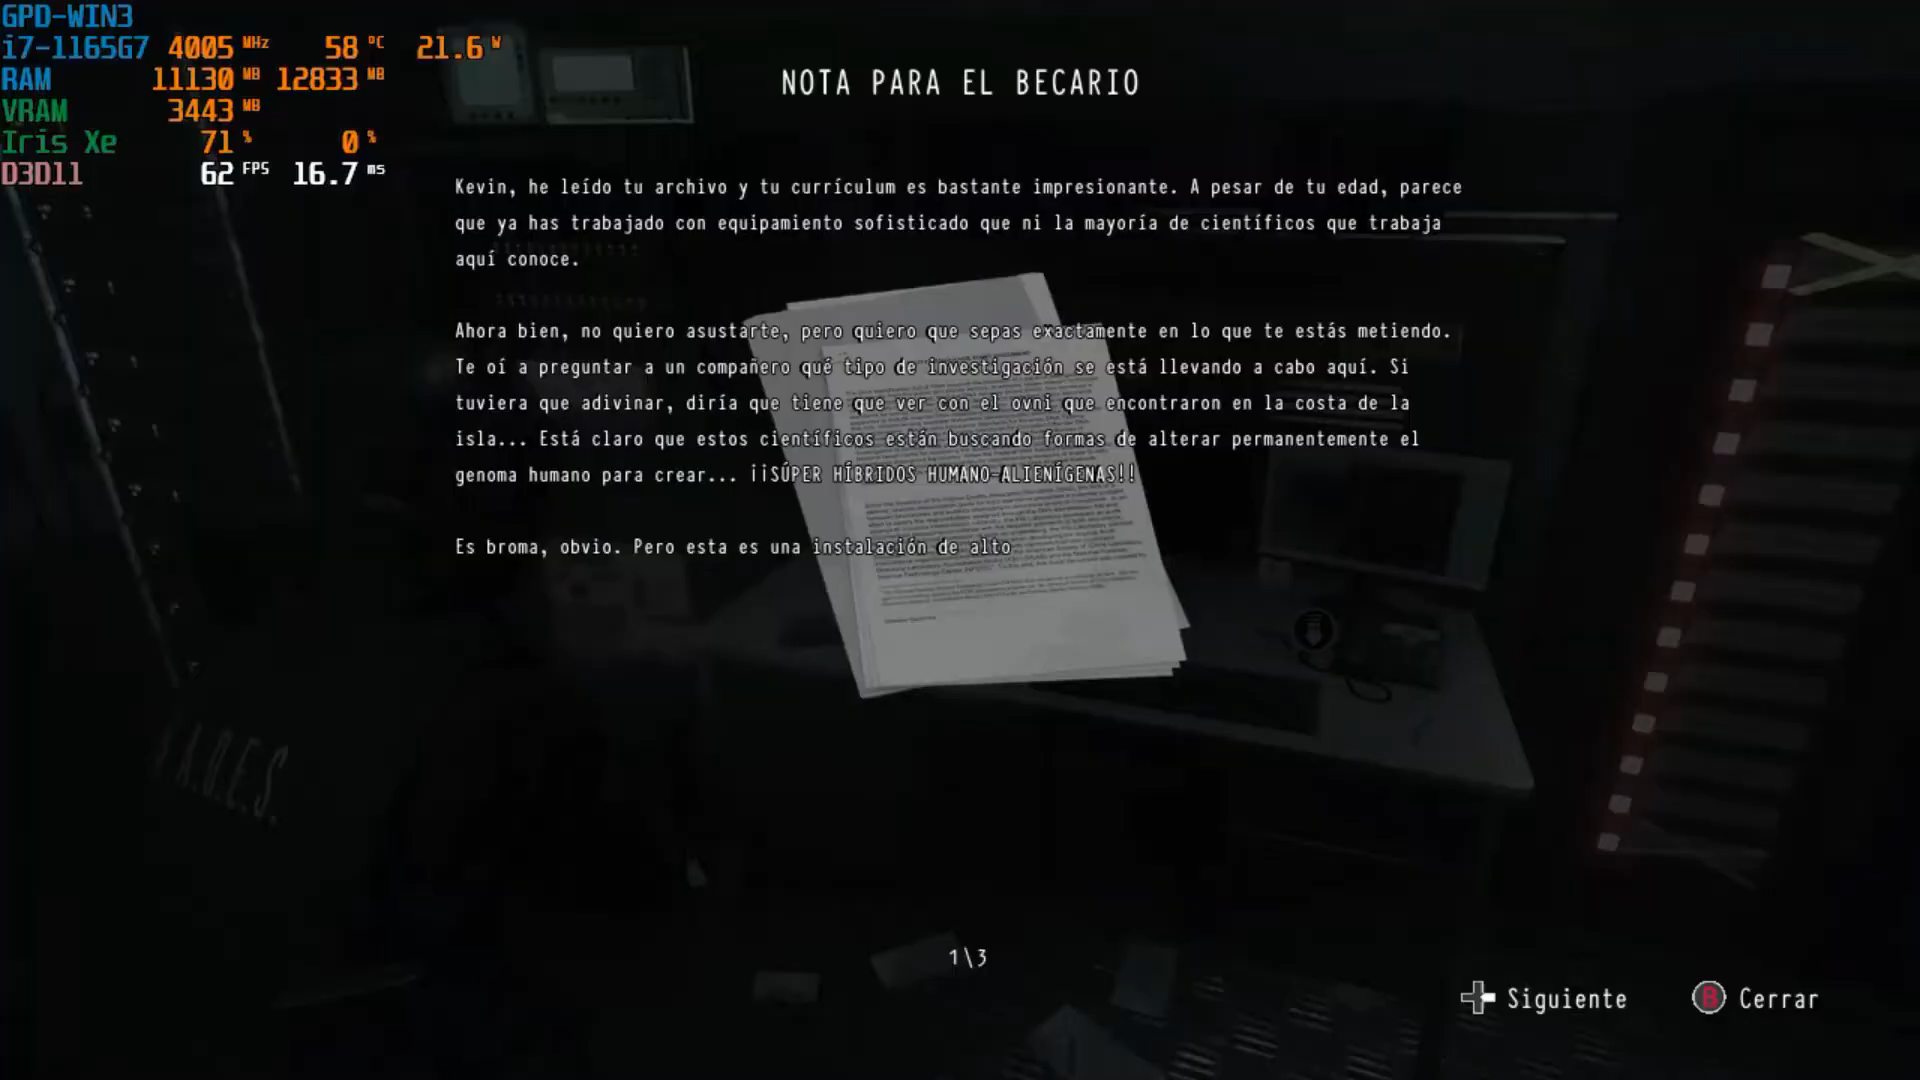 GPD-WIN3
i7-1165G7 4005 MHz 58 °C 21.6 W
RAM 11130 MB 12833 MB
VRAM 3443 MB
Iris Xe 71 % 0 %
D3D11 62 FPS 16.7 ms
NOTA PARA EL BECARIO
Kevin, he leído tu archivo y tu currículum es bastante impresionante. A pesar de tu edad, parece
que ya has trabajado con equipamiento sofisticado que ni la mayoría de científicos que trabaja
aquí conoce.
Ahora bien, no quiero asustarte, pero quiero que sepas exactamente en lo que te estás metiendo.
Te oí a preguntar a un compañero qué tipo de investigación se está llevando a cabo aquí. Si
tuviera que adivinar, diría que tiene que ver con el ovni que encontraron en la costa de la
isla... Está claro que estos científicos están buscando formas de alterar permanentemente el
genoma humano para crear... ¡¡SÚPER HÍBRIDOS HUMANO-ALIENÍGENAS!!
Es broma, obvio. Pero esta es una instalación de alto
1\3
Siguiente
B Cerrar